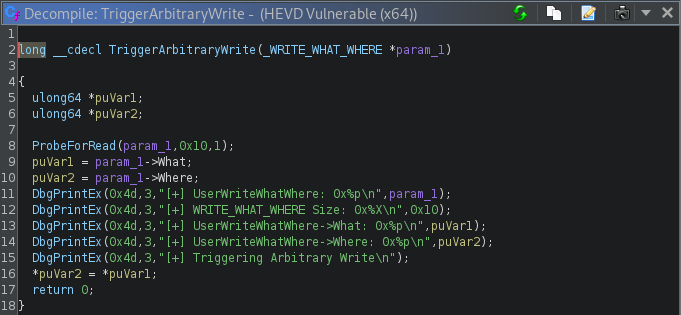 Decompile: TriggerArbitraryWrite - (HEVD Vulnerable (x64))
1
2 long __cdecl TriggerArbitraryWrite(_WRITE_WHAT_WHERE *param_1)
3
4 {
5 ulong64 *puVar1;
6 ulong64 *puVar2;
7
8 ProbeForRead(param_1,0x10,1);
9 puVar1 = param_1->What;
10 puVar2 = param_1->Where;
11 DbgPrintEx(0x4d,3,"[+] UserWriteWhatWhere: 0x%p\n",param_1);
12 DbgPrintEx(0x4d,3,"[+] WRITE_WHAT_WHERE Size: 0x%X\n",0x10);
13 DbgPrintEx(0x4d,3,"[+] UserWriteWhatWhere->What: 0x%p\n",puVar1);
14 DbgPrintEx(0x4d,3,"[+] UserWriteWhatWhere->Where: 0x%p\n",puVar2);
15 DbgPrintEx(0x4d,3,"[+] Triggering Arbitrary Write\n");
16 *puVar2 = *puVar1;
17 return 0;
18 }